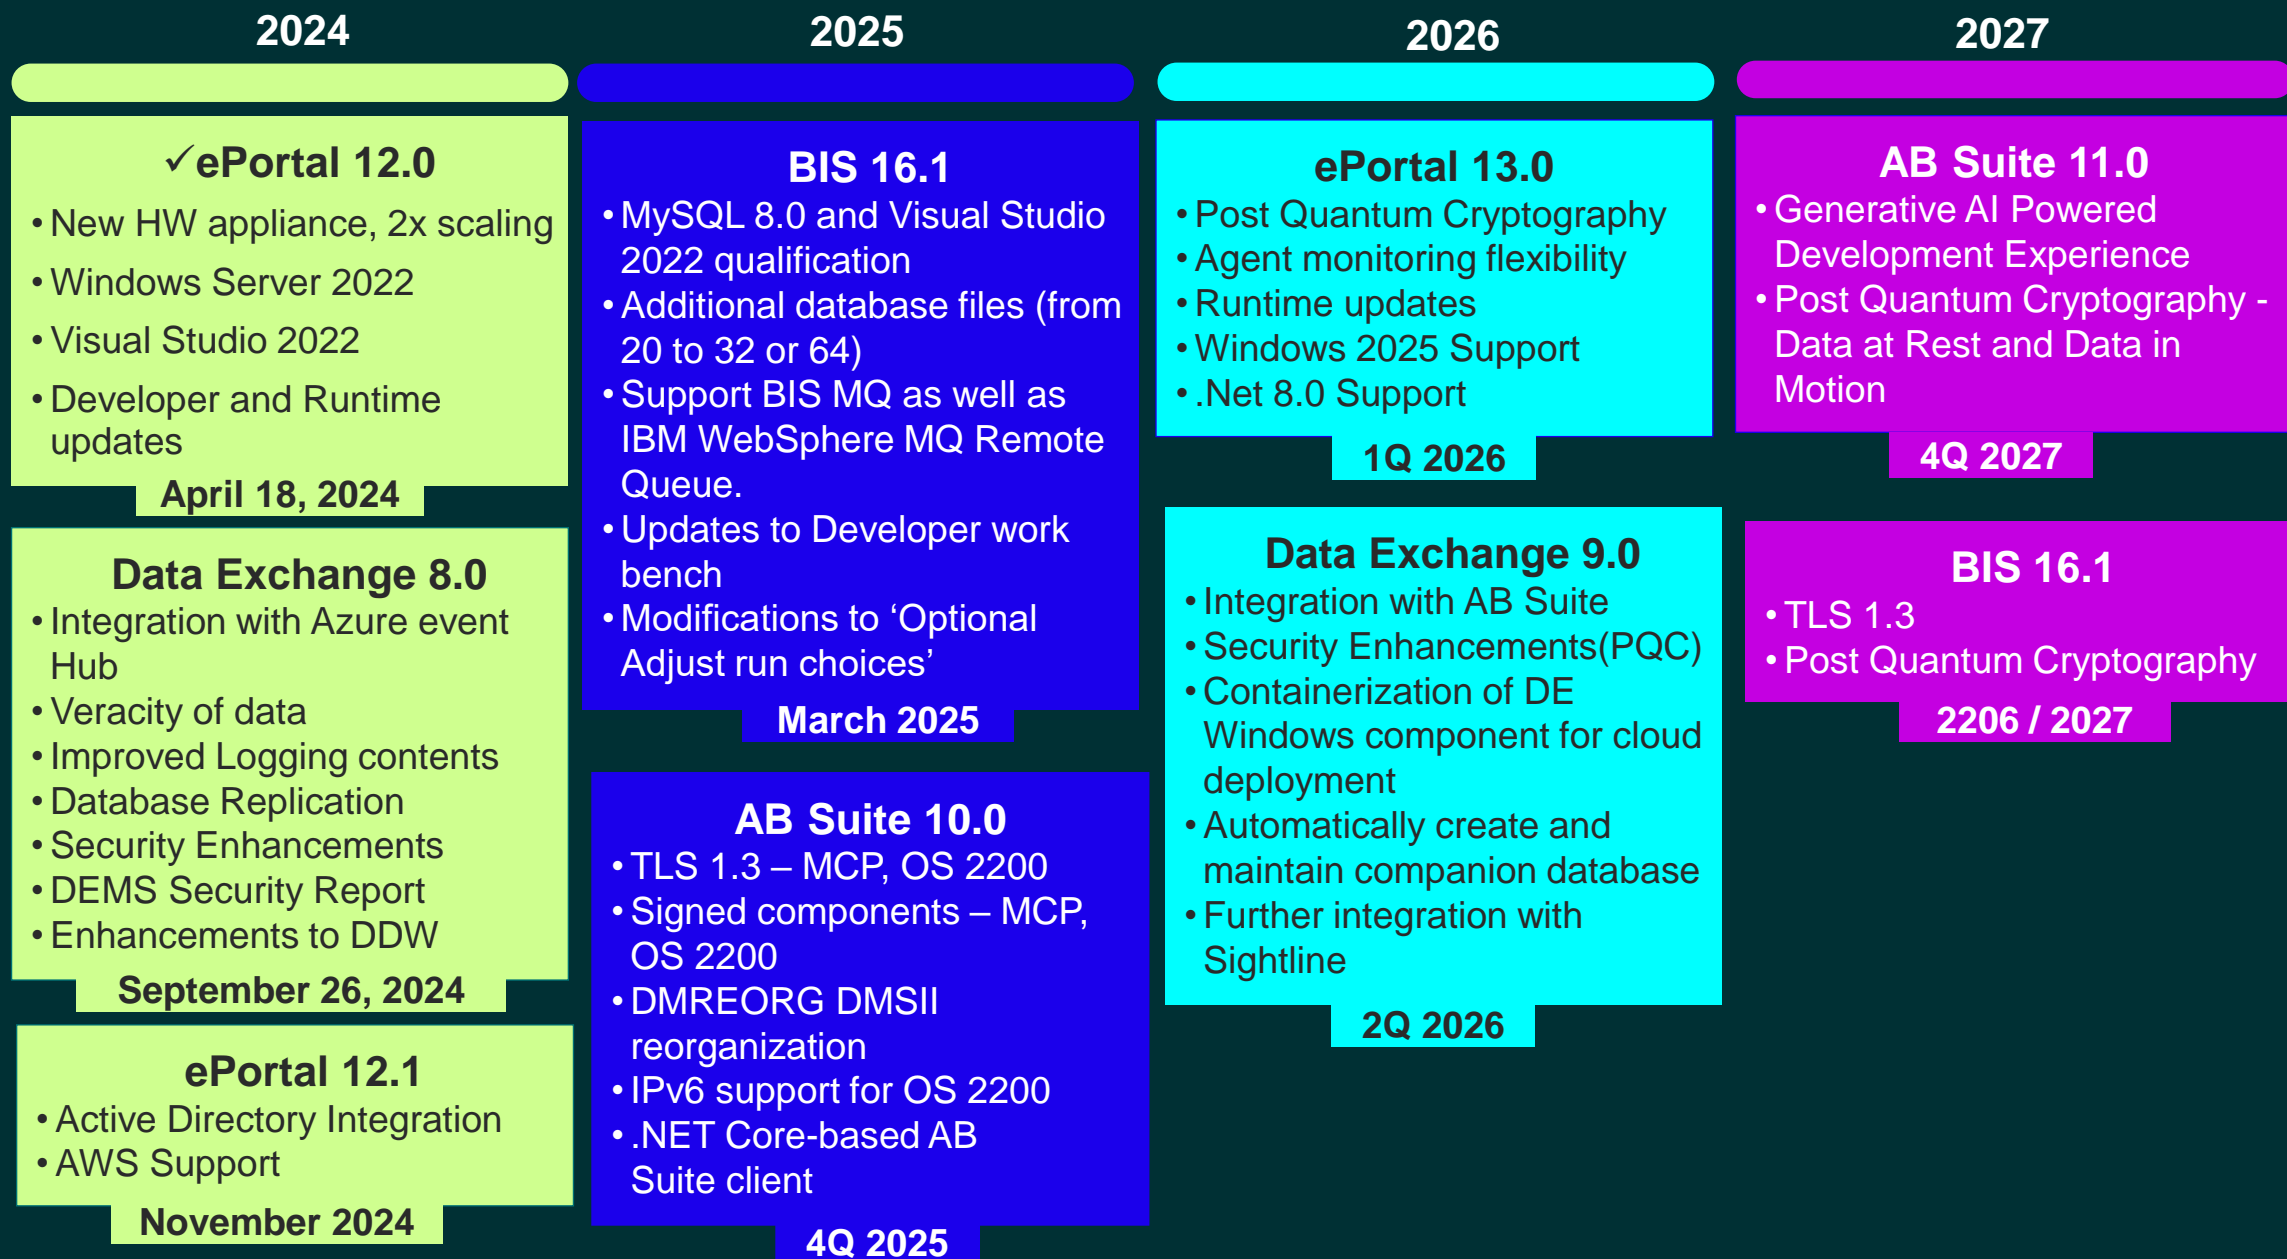 2024
✓ePortal 12.0
• New HW appliance, 2x scaling
• Windows Server 2022
• Visual Studio 2022
• Developer and Runtime
updates
April 18, 2024
Data Exchange 8.0
• Integration with Azure event
Hub
• Veracity of data
• Improved Logging contents
• Database Replication
• Security Enhancements
• DEMS Security Report
• Enhancements to DDW
September 26, 2024
ePortal 12.1
• Active Directory Integration
• AWS Support
November 2024
2025
BIS 16.1
• MySQL 8.0 and Visual Studio
2022 qualification
• Additional database files (from
20 to 32 or 64)
• Support BIS MQ as well as
IBM WebSphere MQ Remote
Queue.
• Updates to Developer work
bench
• Modifications to ‘Optional
Adjust run choices’
March 2025
AB Suite 10.0
• TLS 1.3 – MCP, OS 2200
• Signed components – MCP,
OS 2200
• DMREORG DMSII
reorganization
• IPv6 support for OS 2200
• .NET Core-based AB
Suite client
4Q 2025
2026
ePortal 13.0
• Post Quantum Cryptography
• Agent monitoring flexibility
• Runtime updates
• Windows 2025 Support
• .Net 8.0 Support
1Q 2026
Data Exchange 9.0
• Integration with AB Suite
• Security Enhancements(PQC)
• Containerization of DE
Windows component for cloud
deployment
• Automatically create and
maintain companion database
• Further integration with
Sightline
2Q 2026
2027
AB Suite 11.0
• Generative AI Powered
Development Experience
• Post Quantum Cryptography -
Data at Rest and Data in
Motion
4Q 2027
BIS 16.1
• TLS 1.3
• Post Quantum Cryptography
2206 / 2027